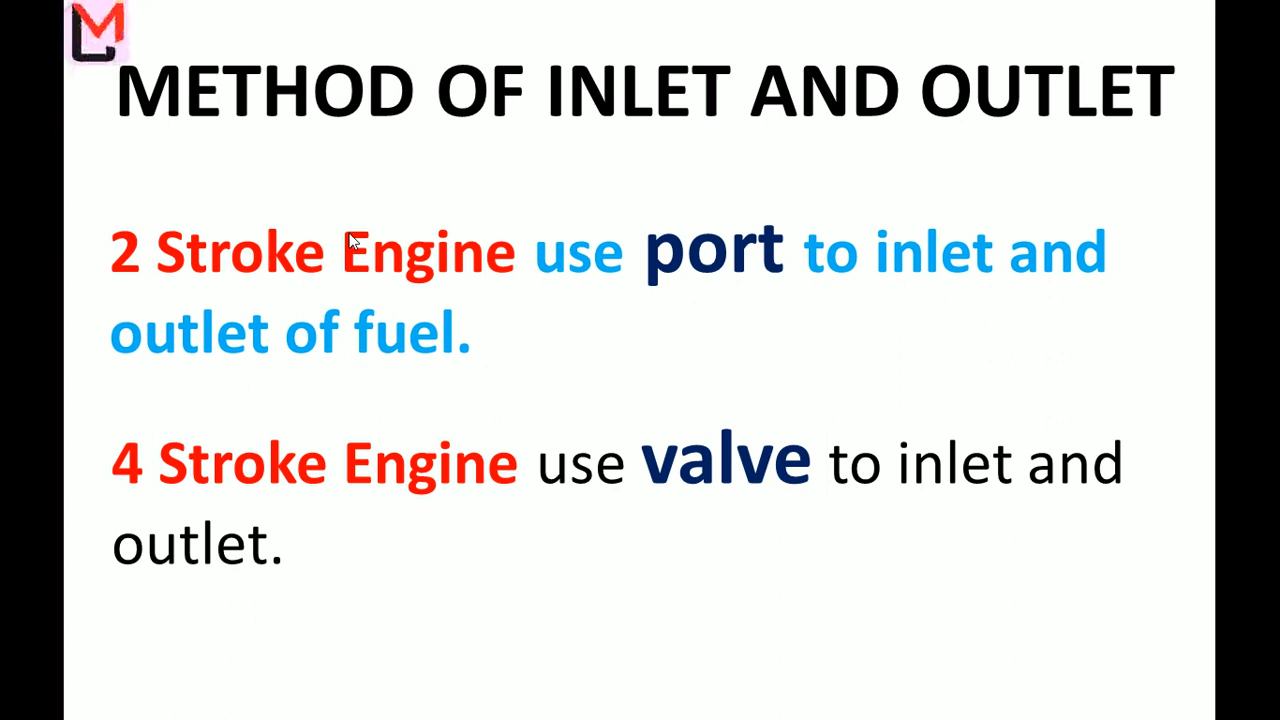 M
METHOD OF INLET AND OUTLET
2 Stroke Engine use port to inlet and
outlet of fuel.
4 Stroke Engine use valve to inlet and
outlet.